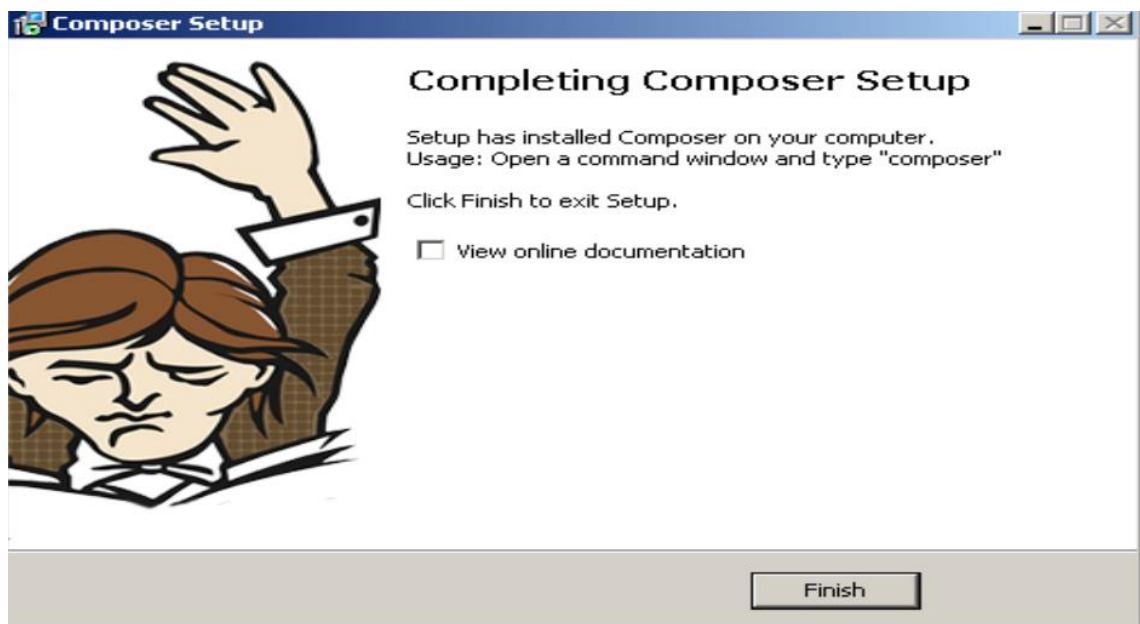 Composer Setup
Completing Composer Setup
Setup has installed Composer on your computer.
Usage: Open a command window and type "composer"
Click Finish to exit Setup.
View online documentation
Finish